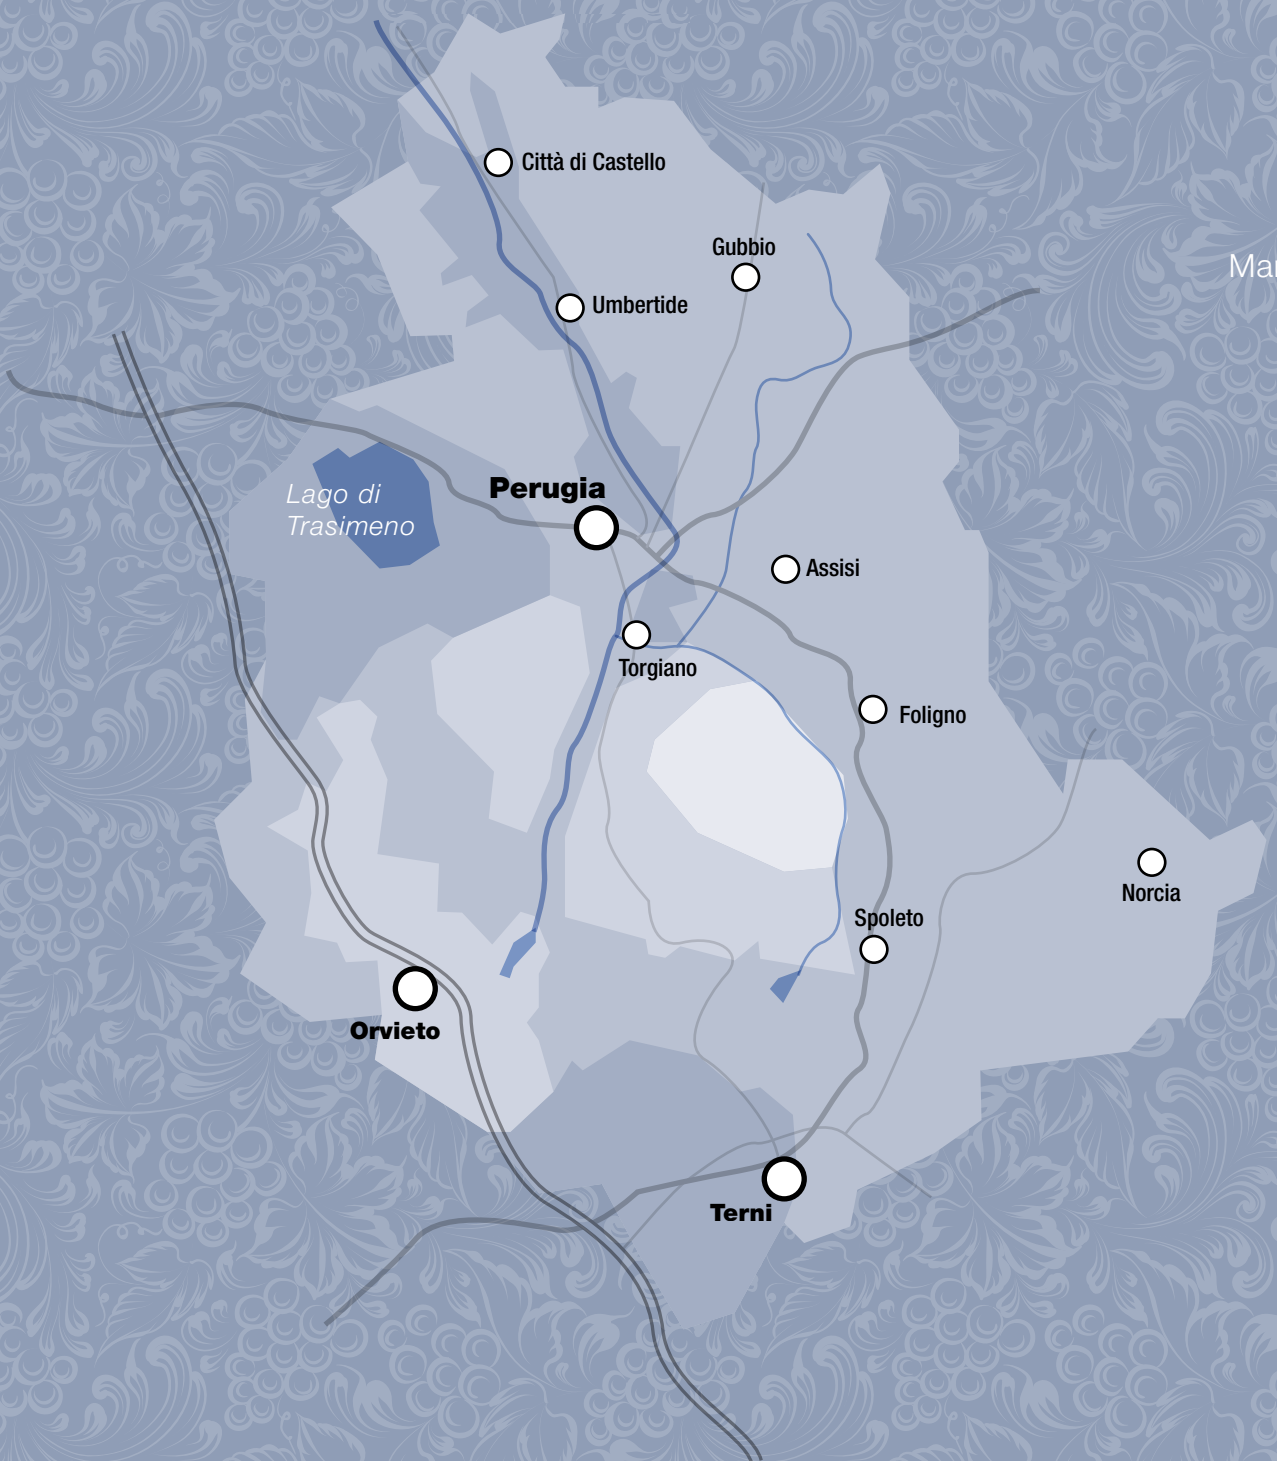 Città di Castello
Gubbio
Umbertide
Perugia
Lago di
Trasimeno
Assisi
Torgiano
Foligno
Norcia
Spoleto
Orvieto
Terni